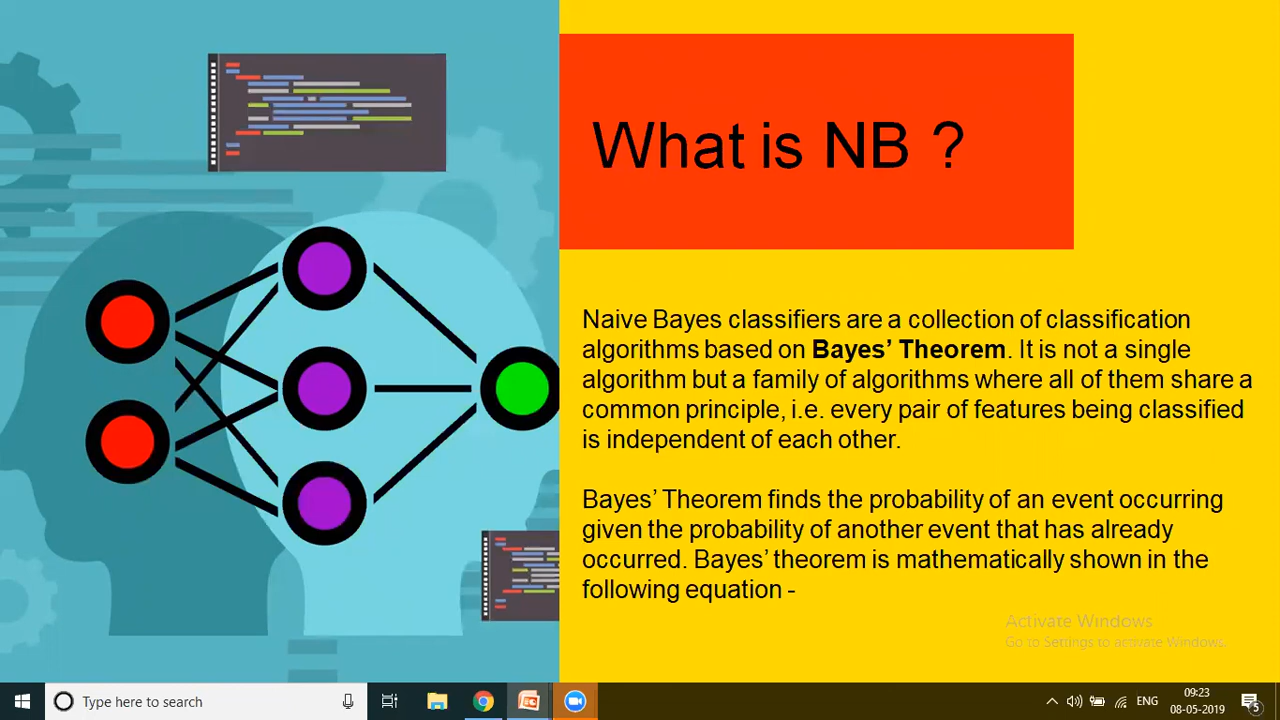 What is NB ?
Naive Bayes classifiers are a collection of classification
algorithms based on Bayes’ Theorem. It is not a single
algorithm but a family of algorithms where all of them share a
common principle, i.e. every pair of features being classified
is independent of each other.
Bayes’ Theorem finds the probability of an event occurring
given the probability of another event that has already
occurred. Bayes’ theorem is mathematically shown in the
following equation -
Activate Windows
Go to Settings to activate Windows.
Type here to search
ENG
09:23
08-05-2019
5